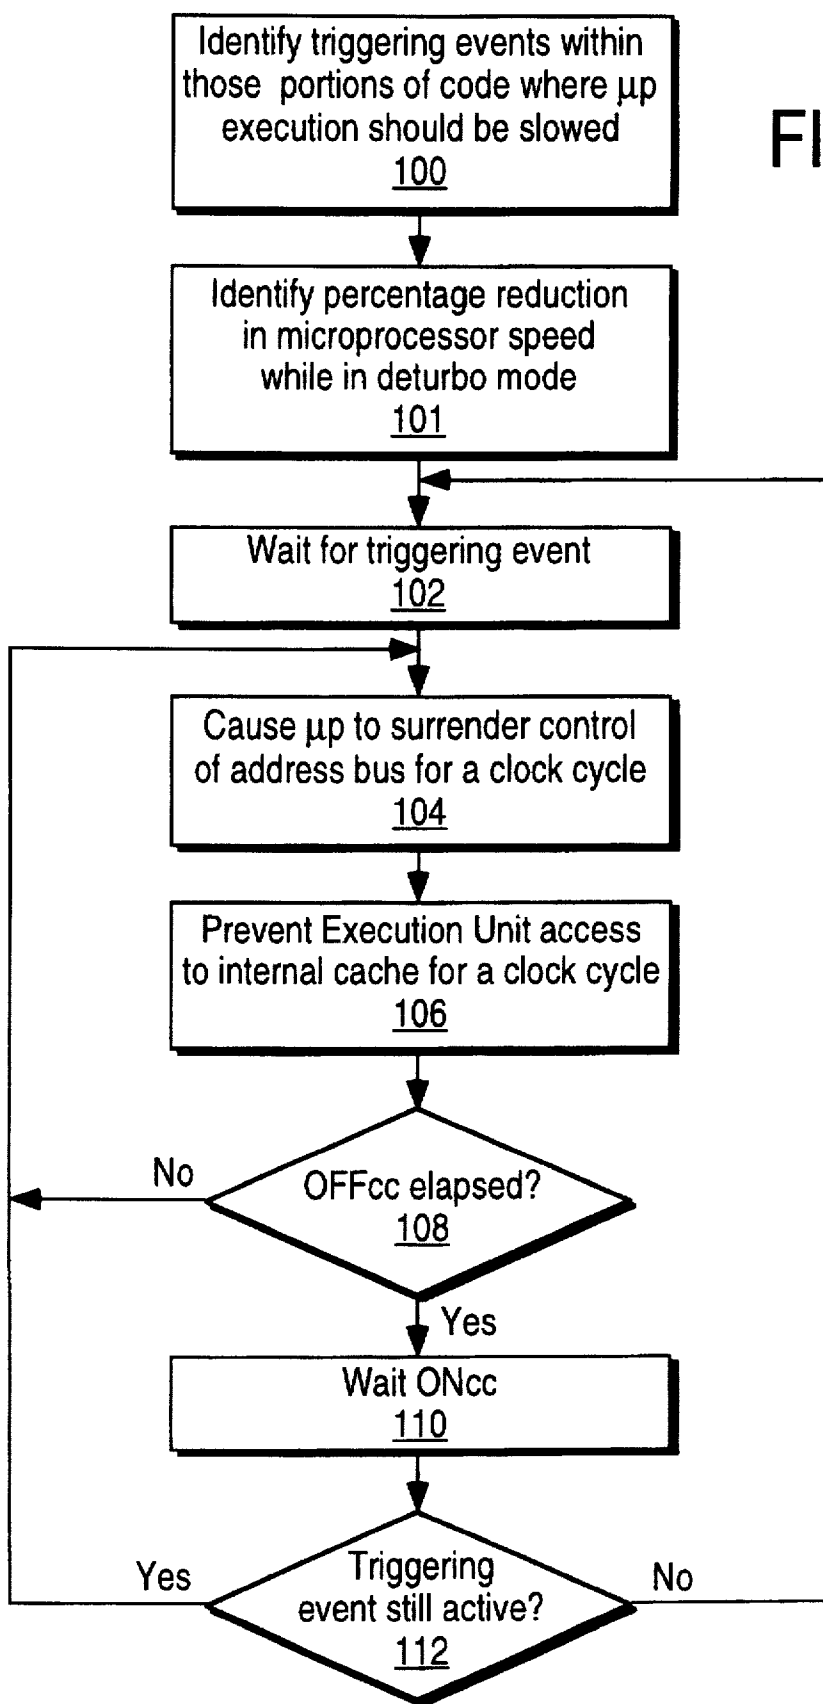 Identify triggering events within
those portions of code where μp
execution should be slowed
100
FI
Identify percentage reduction
in microprocessor speed
while in deturbo mode
101
Wait for triggering event
102
Cause μp to surrender control
of address bus for a clock cycle
104
Prevent Execution Unit access
to internal cache for a clock cycle
106
No
OFFcc elapsed?
108
Yes
Wait ONcc
110
Yes
Triggering
event still active?
112
No